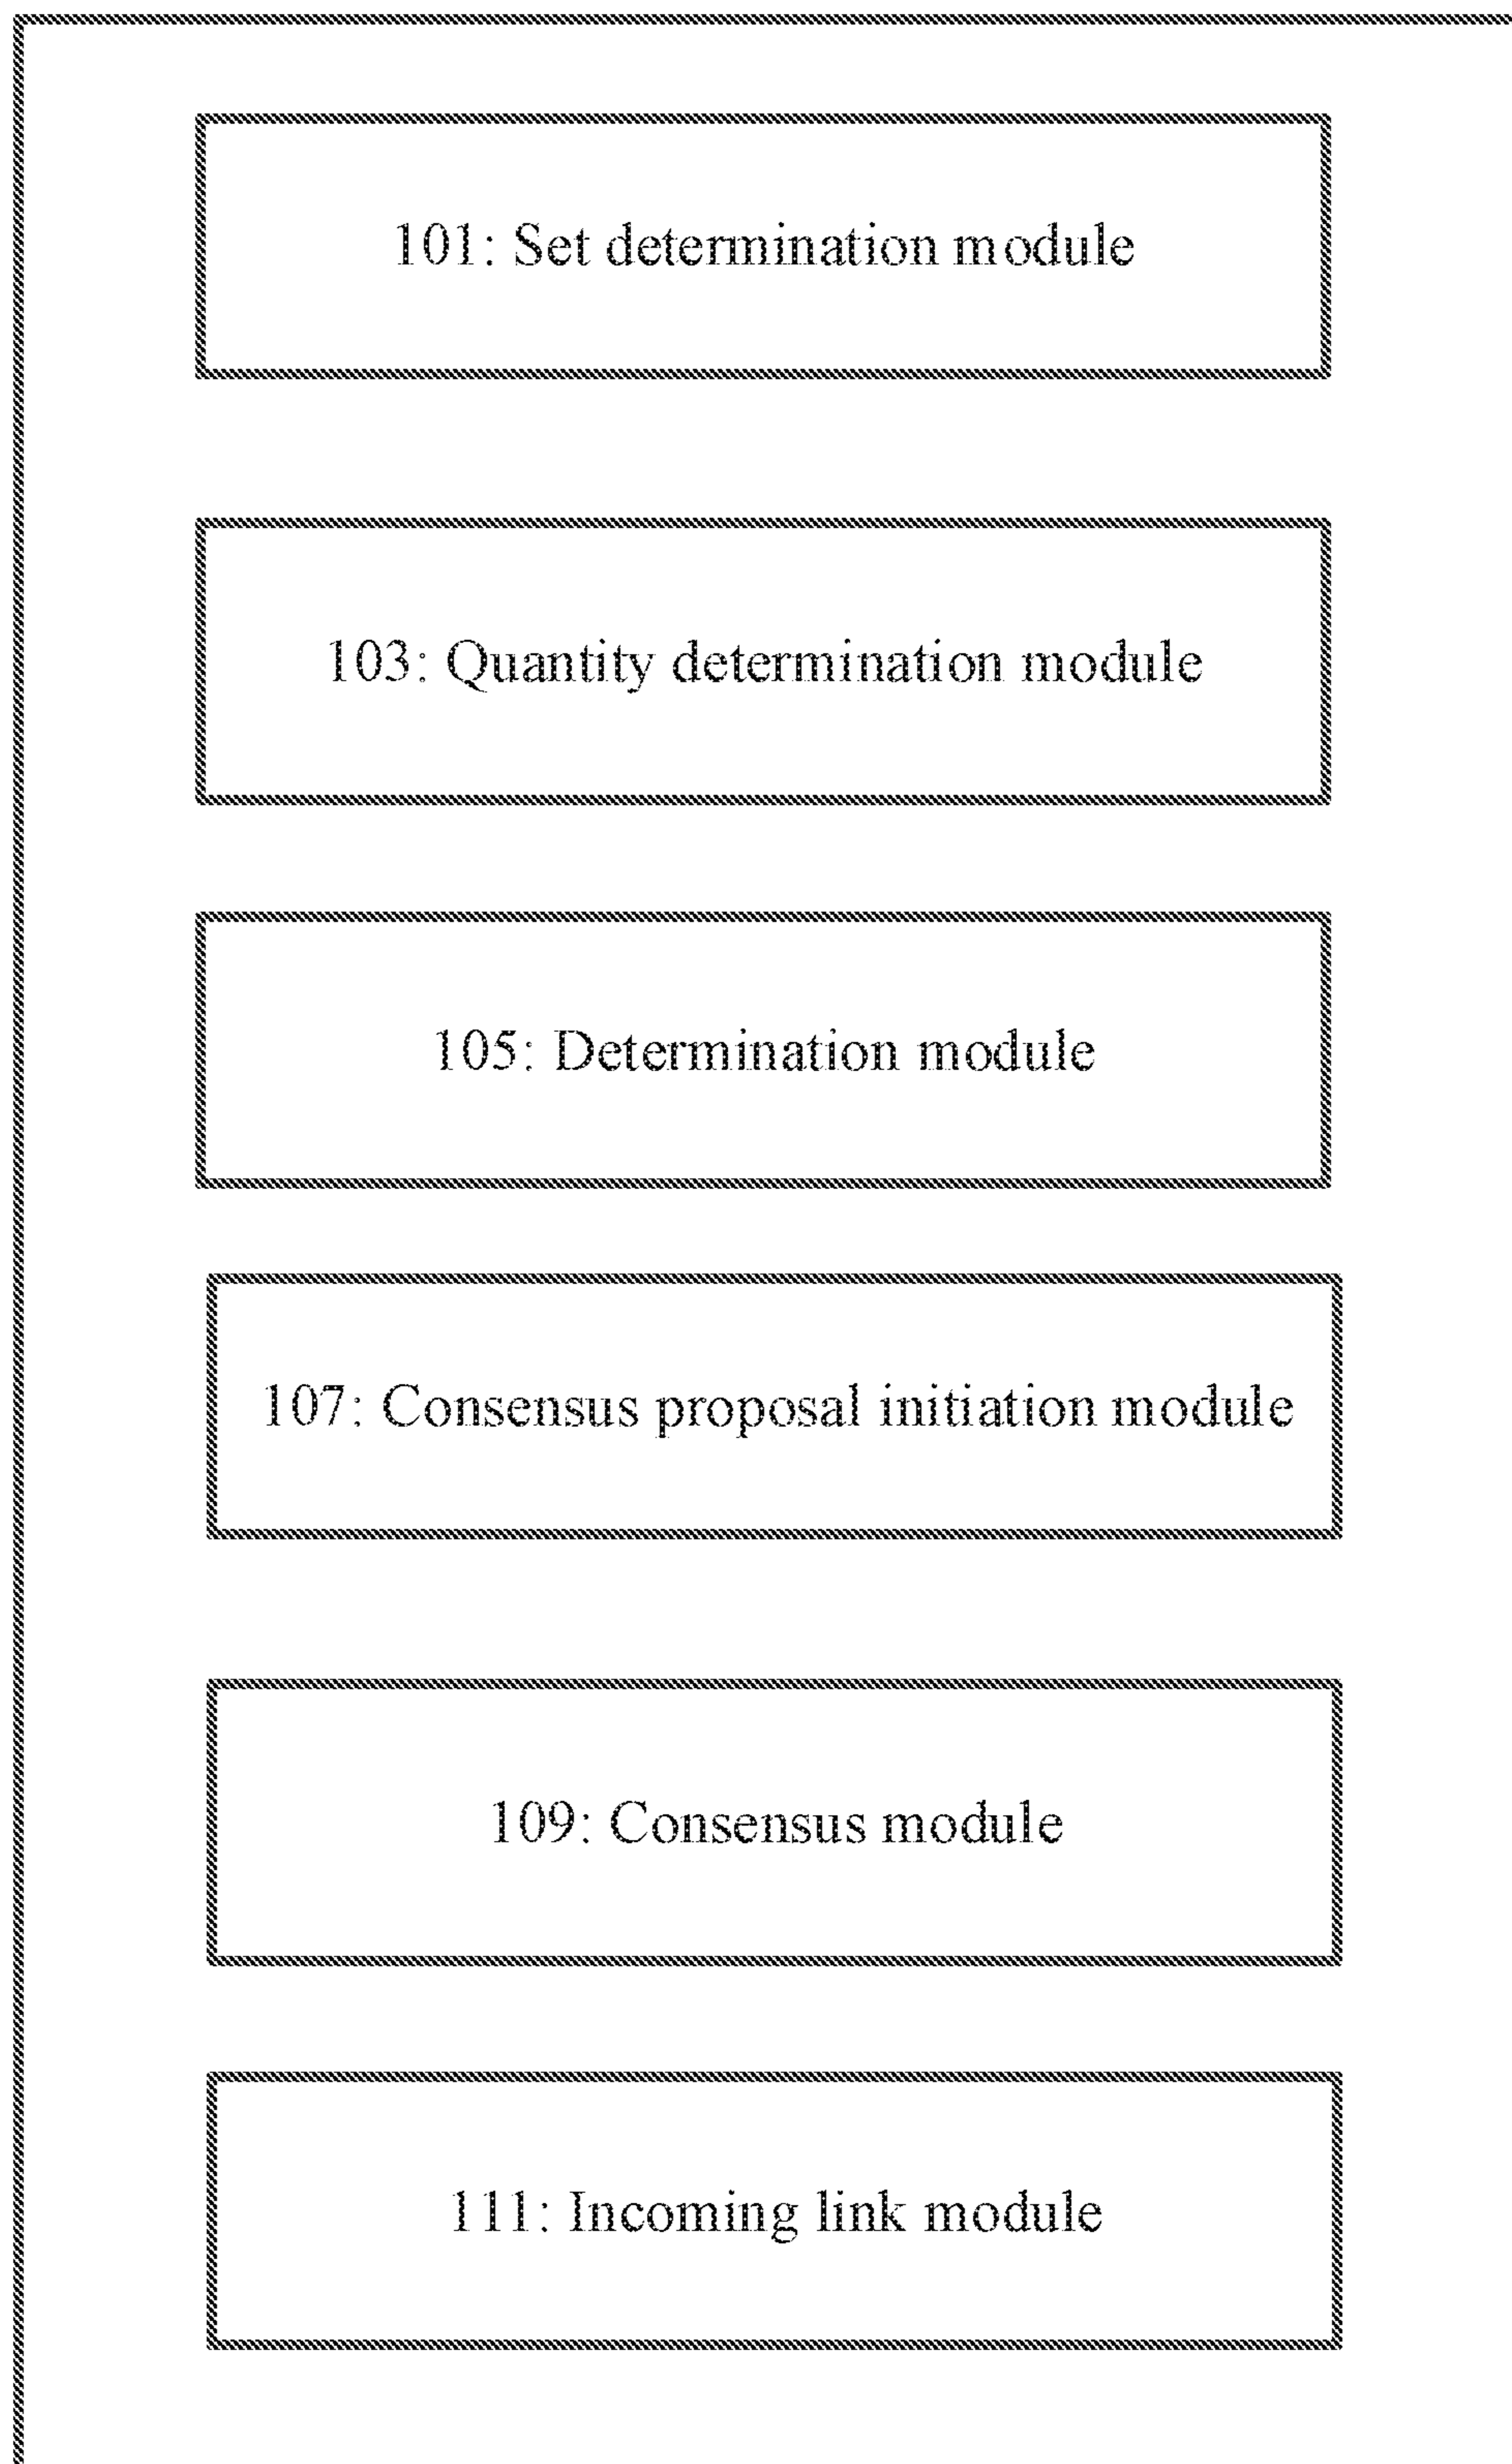 101: Set determination module
103: Quantity determination module
105: Determination module
107: Consensus proposal initiation module
109: Consensus module
111: Incoming link module